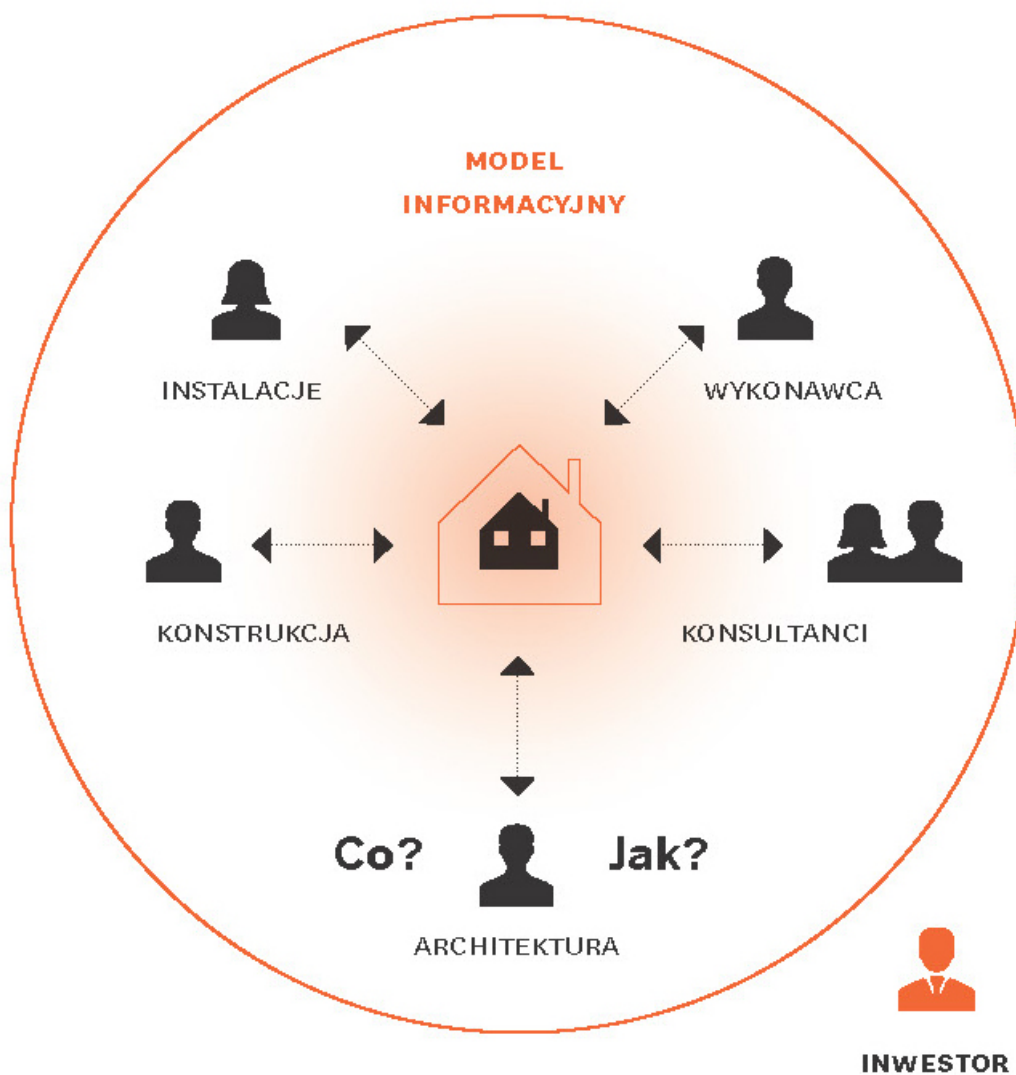 MODEL
INFORMACYJNY
INSTALACJE
WYKONAWCA
KONSTRUKCJA
KONSULTANCI
Co?
Jak?
ARCHITEKTURA
INWESTOR